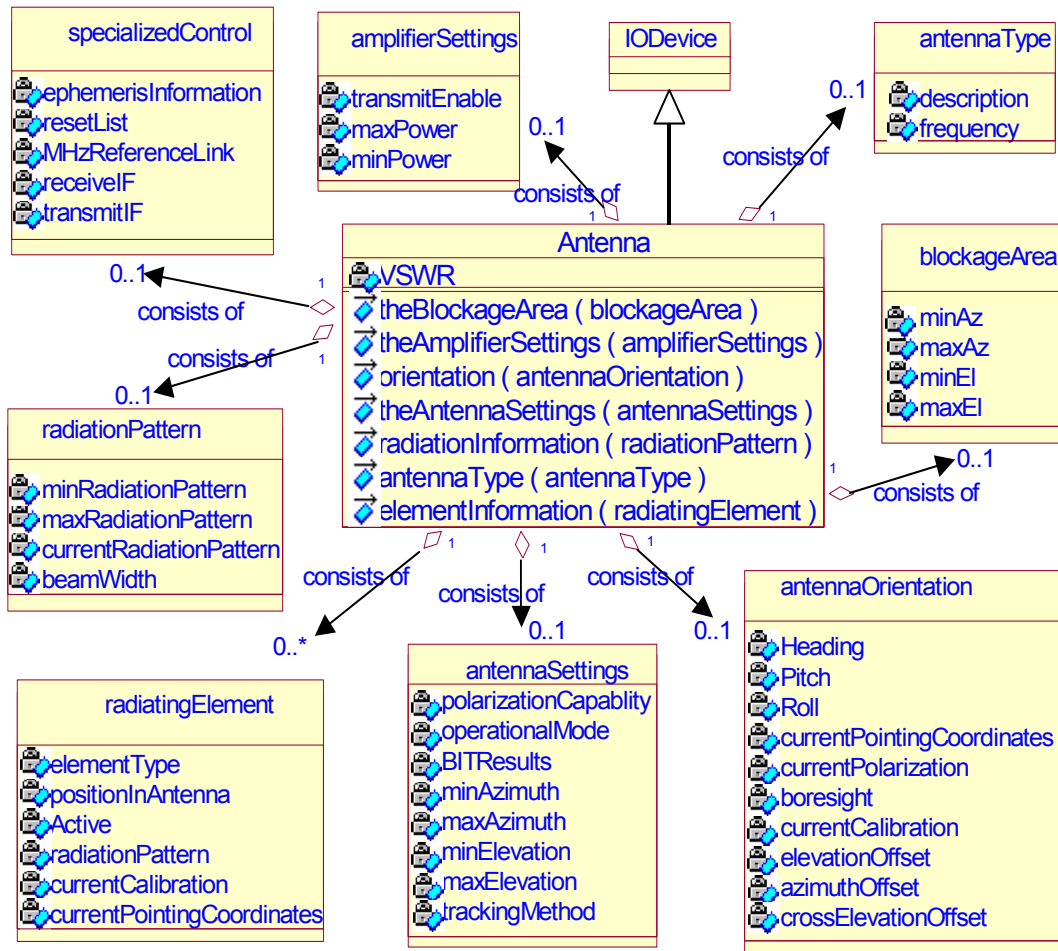 specializedControl
ephemerisInformation
resetList
MHzReferenceLink
receiveIF
transmitIF
amplifierSettings
transmitEnable
maxPower
minPower
IODevice
antennaType
description
frequency
0..1
consists of
1
0..1
consists of
1
0..1
consists of
1
0..1
consists of
1
Antenna
VSWR
theBlockageArea ( blockageArea )
theAmplifierSettings ( amplifierSettings )
orientation ( antennaOrientation )
theAntennaSettings ( antennaSettings )
radiationInformation ( radiationPattern )
antennaType ( antennaType )
elementInformation ( radiatingElement )
blockageArea
minAz
maxAz
minEl
maxEl
1
0..1
consists of
radiationPattern
minRadiationPattern
maxRadiationPattern
currentRadiationPattern
beamWidth
1
consists of
0..*
1
consists of
0..1
1
consists of
0..1
radiatingElement
elementType
positionInAntenna
Active
radiationPattern
currentCalibration
currentPointingCoordinates
antennaSettings
polarizationCapablity
operationalMode
BITResults
minAzimuth
maxAzimuth
minElevation
maxElevation
trackingMethod
antennaOrientation
Heading
Pitch
Roll
currentPointingCoordinates
currentPolarization
boresight
currentCalibration
elevationOffset
azimuthOffset
crossElevationOffset